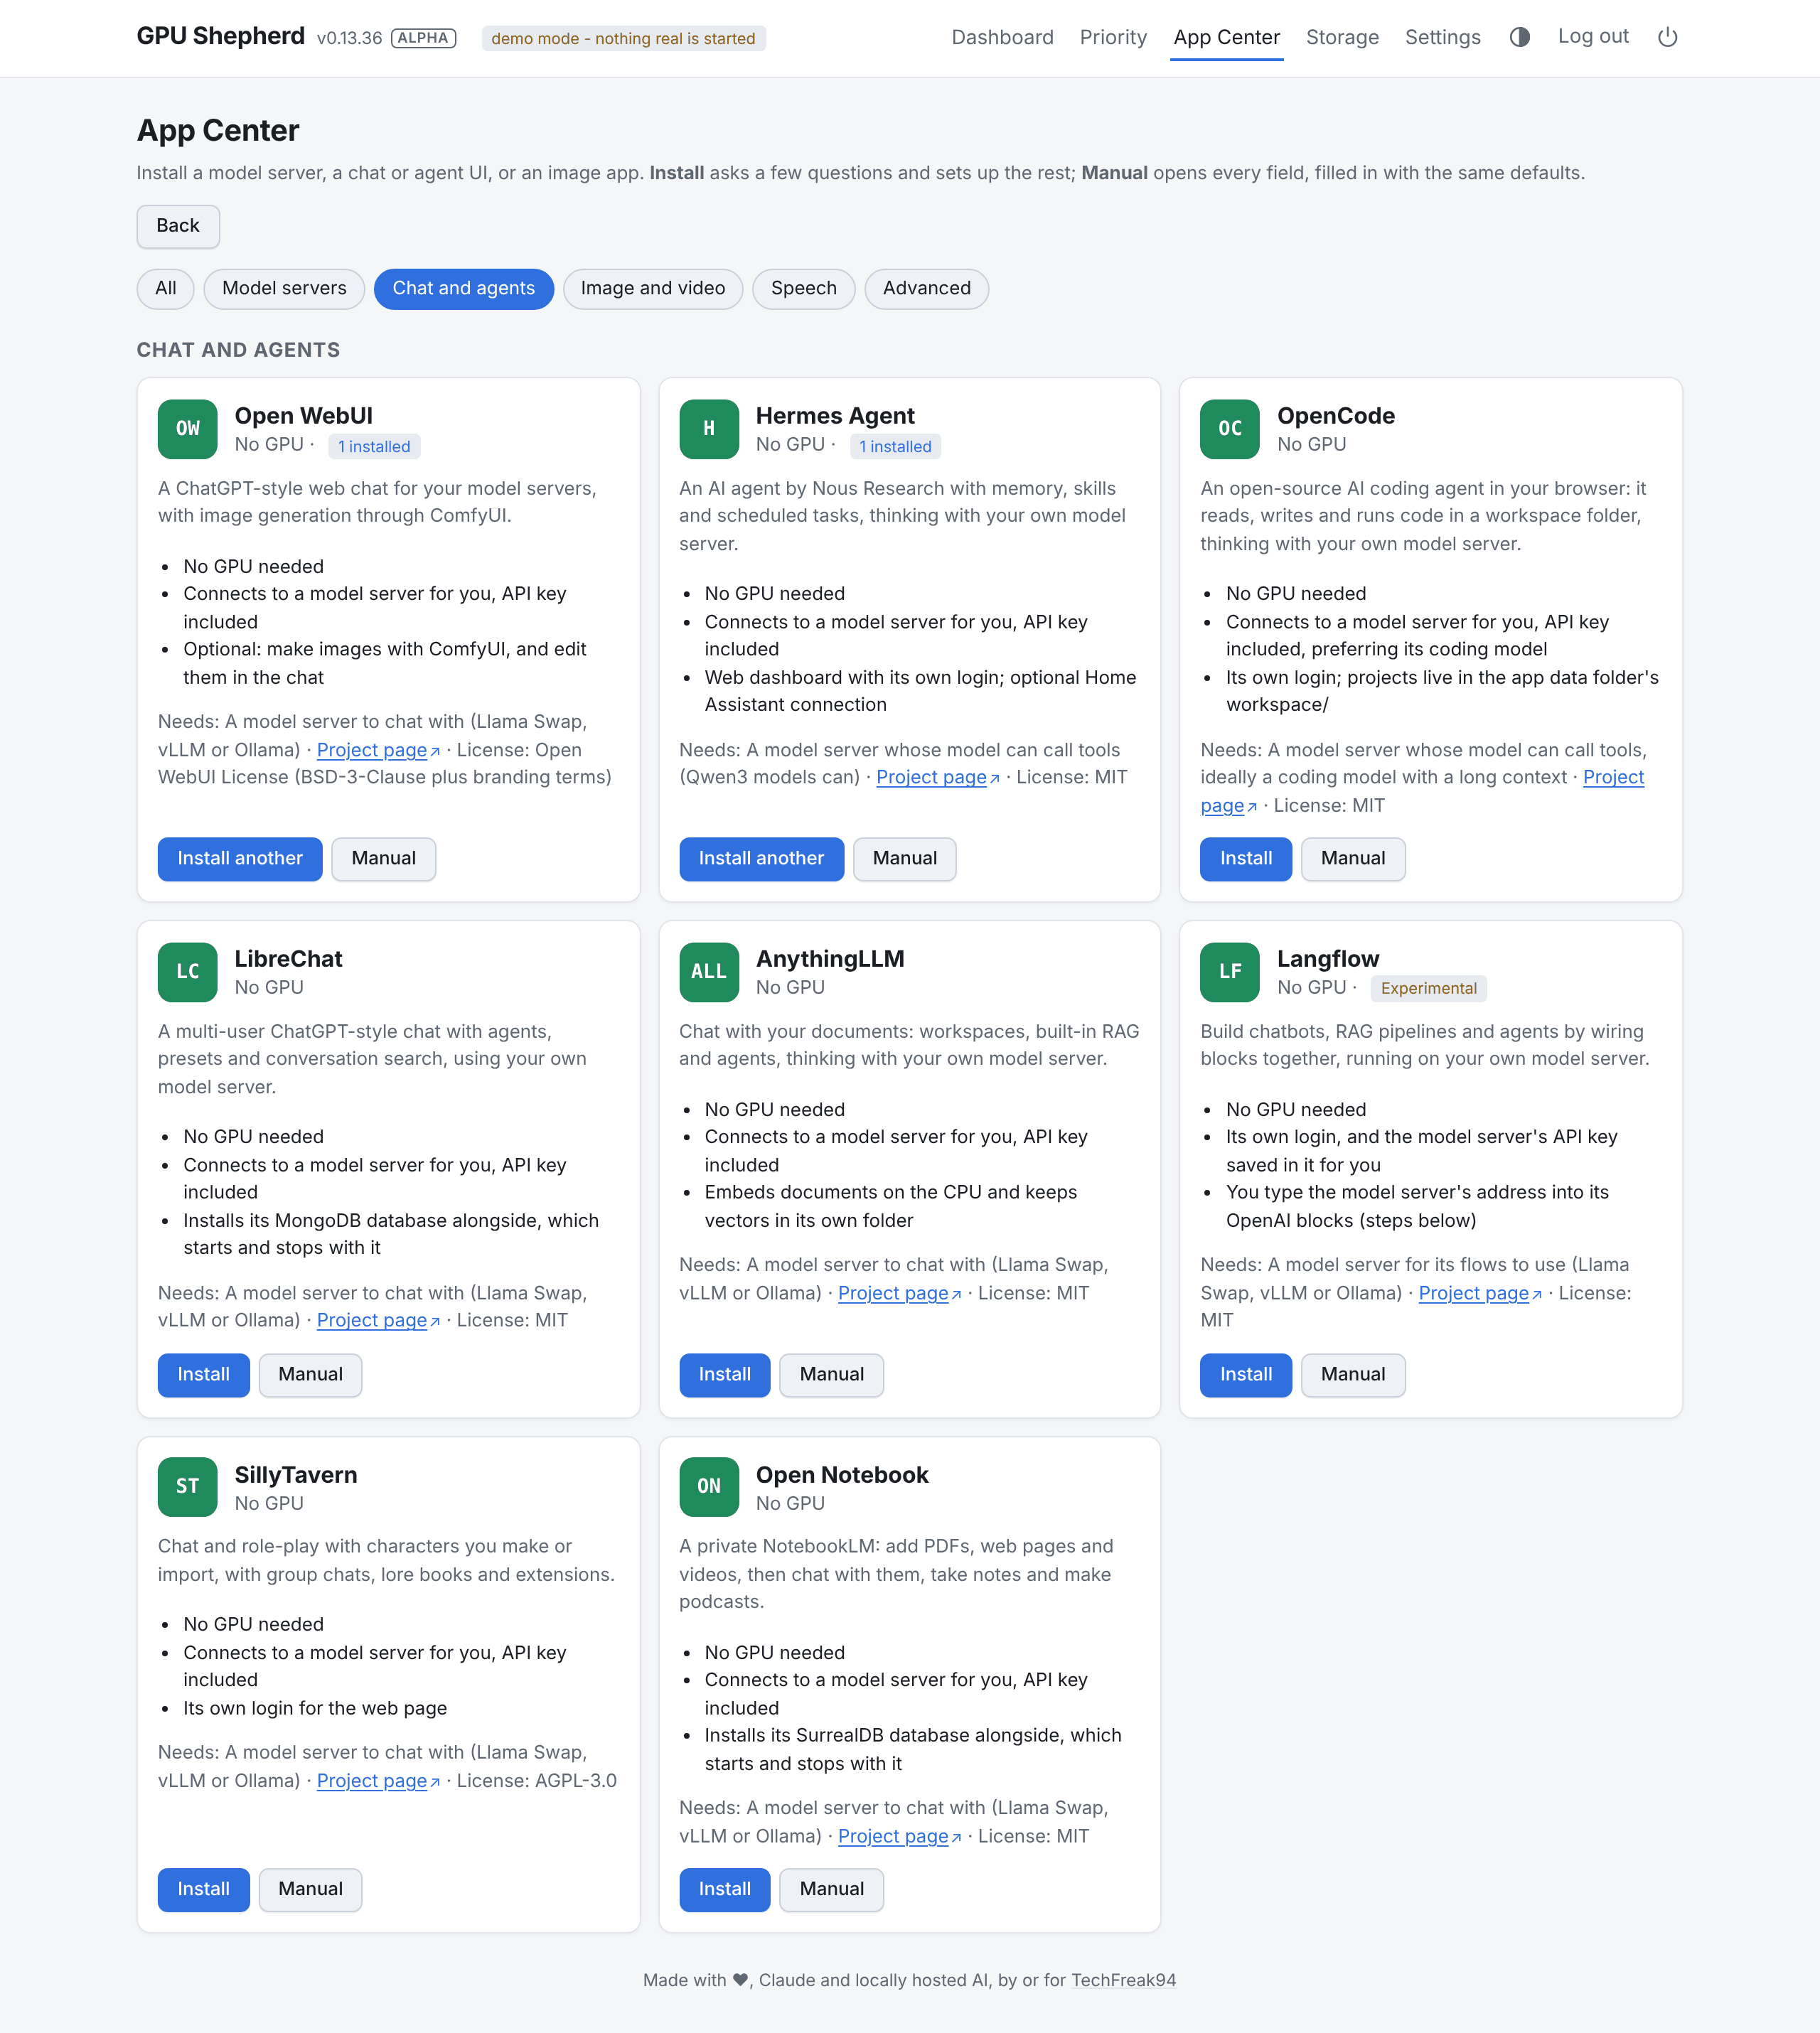 GPU Shepherd v0.13.36 ALPHA demo mode - nothing real is started Dashboard Priority App Center Storage Settings Log out
App Center
Install a model server, a chat or agent UI, or an image app. Install asks a few questions and sets up the rest; Manual opens every field, filled in with the same defaults.
Back
All Model servers Chat and agents Image and video Speech Advanced
CHAT AND AGENTS
OW
Open WebUI
No GPU · 1 installed
A ChatGPT-style web chat for your model servers,
with image generation through ComfyUI.
• No GPU needed
• Connects to a model server for you, API key
included
• Optional: make images with ComfyUI, and edit
them in the chat
Needs: A model server to chat with (Llama Swap,
vLLM or Ollama) · Project page↗ · License: Open
WebUI License (BSD-3-Clause plus branding terms)
Install another Manual
H
Hermes Agent
No GPU · 1 installed
An AI agent by Nous Research with memory, skills
and scheduled tasks, thinking with your own model
server.
• No GPU needed
• Connects to a model server for you, API key
included
• Web dashboard with its own login; optional Home
Assistant connection
Needs: A model server whose model can call tools
(Qwen3 models can) · Project page↗ · License: MIT
Install another Manual
OC
OpenCode
No GPU
An open-source AI coding agent in your browser: it
reads, writes and runs code in a workspace folder,
thinking with your own model server.
• No GPU needed
• Connects to a model server for you, API key
included, preferring its coding model
• Its own login; projects live in the app data folder's
workspace/
Needs: A model server whose model can call tools,
ideally a coding model with a long context · Project
page↗ · License: MIT
Install Manual
LC
LibreChat
No GPU
A multi-user ChatGPT-style chat with agents,
presets and conversation search, using your own
model server.
• No GPU needed
• Connects to a model server for you, API key
included
• Installs its MongoDB database alongside, which
starts and stops with it
Needs: A model server to chat with (Llama Swap,
vLLM or Ollama) · Project page↗ · License: MIT
Install Manual
ALL
AnythingLLM
No GPU
Chat with your documents: workspaces, built-in RAG
and agents, thinking with your own model server.
• No GPU needed
• Connects to a model server for you, API key
included
• Embeds documents on the CPU and keeps
vectors in its own folder
Needs: A model server to chat with (Llama Swap,
vLLM or Ollama) · Project page↗ · License: MIT
Install Manual
LF
Langflow
No GPU · Experimental
Build chatbots, RAG pipelines and agents by wiring
blocks together, running on your own model server.
• No GPU needed
• Its own login, and the model server's API key
saved in it for you
• You type the model server's address into its
OpenAI blocks (steps below)
Needs: A model server for its flows to use (Llama
Swap, vLLM or Ollama) · Project page↗ · License:
MIT
Install Manual
ST
SillyTavern
No GPU
Chat and role-play with characters you make or
import, with group chats, lore books and extensions.
• No GPU needed
• Connects to a model server for you, API key
included
• Its own login for the web page
Needs: A model server to chat with (Llama Swap,
vLLM or Ollama) · Project page↗ · License: AGPL-3.0
Install Manual
ON
Open Notebook
No GPU
A private NotebookLM: add PDFs, web pages and
videos, then chat with them, take notes and make
podcasts.
• No GPU needed
• Connects to a model server for you, API key
included
• Installs its SurrealDB database alongside, which
starts and stops with it
Needs: A model server to chat with (Llama Swap,
vLLM or Ollama) · Project page↗ · License: MIT
Install Manual
Made with ♥, Claude and locally hosted AI, by or for TechFreak94